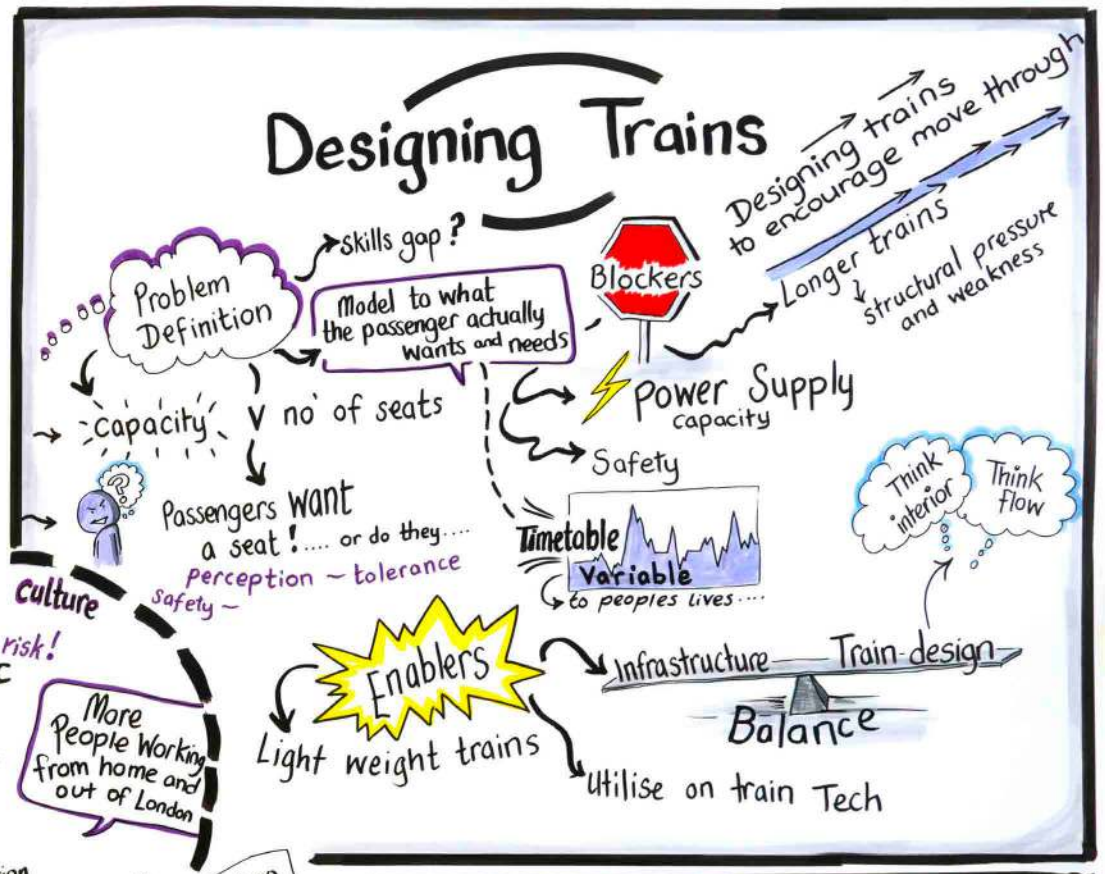 Designing Trains
Problem
Definition
skills gap?
Model to what
the passenger actually
wants and needs
Blockers
Designing trains
to encourage move through
Longer trains
structural pressure
and weakness
Power Supply
capacity
Safety
capacity
V
no' of seats
?
Passengers WANT
a seat!.... or do they....
perception ~ tolerance
safety ~
Timetable
Variable
to peoples lives....
Think
interior
Think
flow
Enablers
Light weight trains
Infrastructure
Train design
Balance
Utilise on train Tech
culture
risk!
More
People Working
from home and
out of London